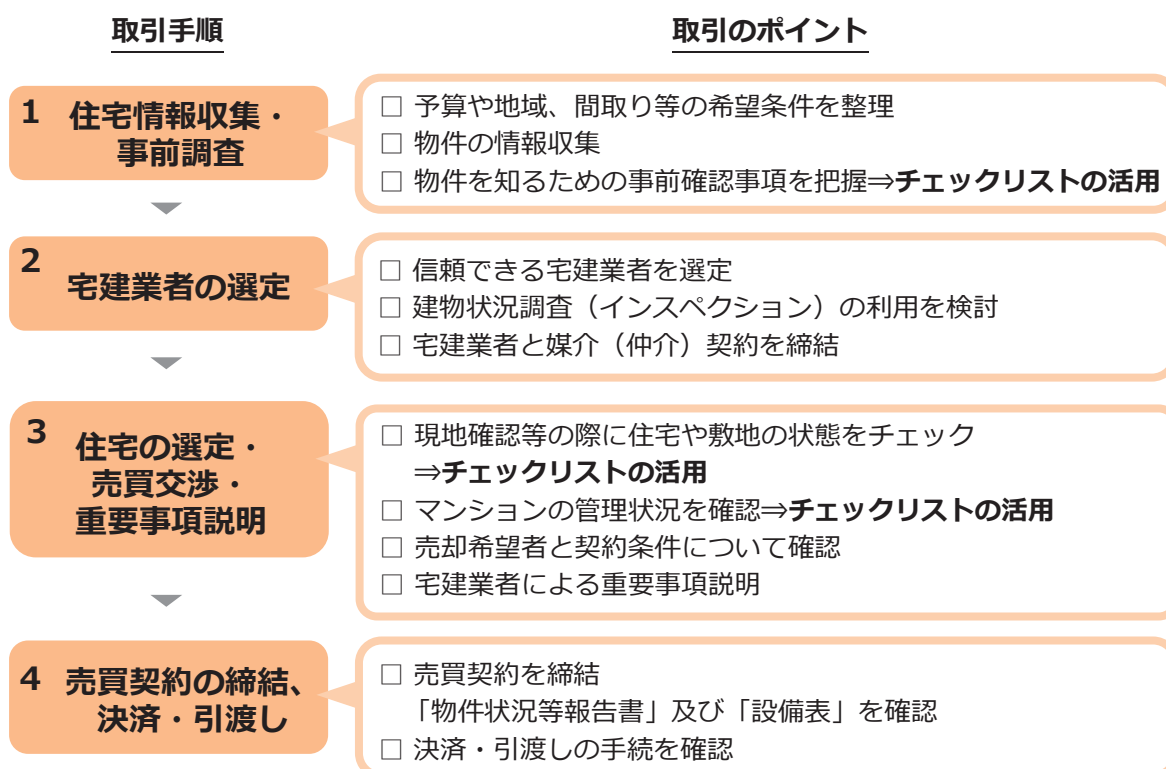 取引手順
取引のポイント
1 住宅情報収集・
事前調査
□ 予算や地域、間取り等の希望条件を整理
□ 物件の情報収集
□ 物件を知るための事前確認事項を把握⇒チェックリストの活用
2
宅建業者の選定
□ 信頼できる宅建業者を選定
□ 建物状況調査（インスペクション）の利用を検討
□ 宅建業者と媒介（仲介）契約を締結
3
住宅の選定・
売買交渉・
重要事項説明
□ 現地確認等の際に住宅や敷地の状態をチェック
⇒チェックリストの活用
□ マンションの管理状況を確認⇒チェックリストの活用
□ 売却希望者と契約条件について確認
□ 宅建業者による重要事項説明
4 売買契約の締結、
決済・引渡し
□ 売買契約を締結
「物件状況等報告書」及び「設備表」を確認
□ 決済・引渡しの手続を確認